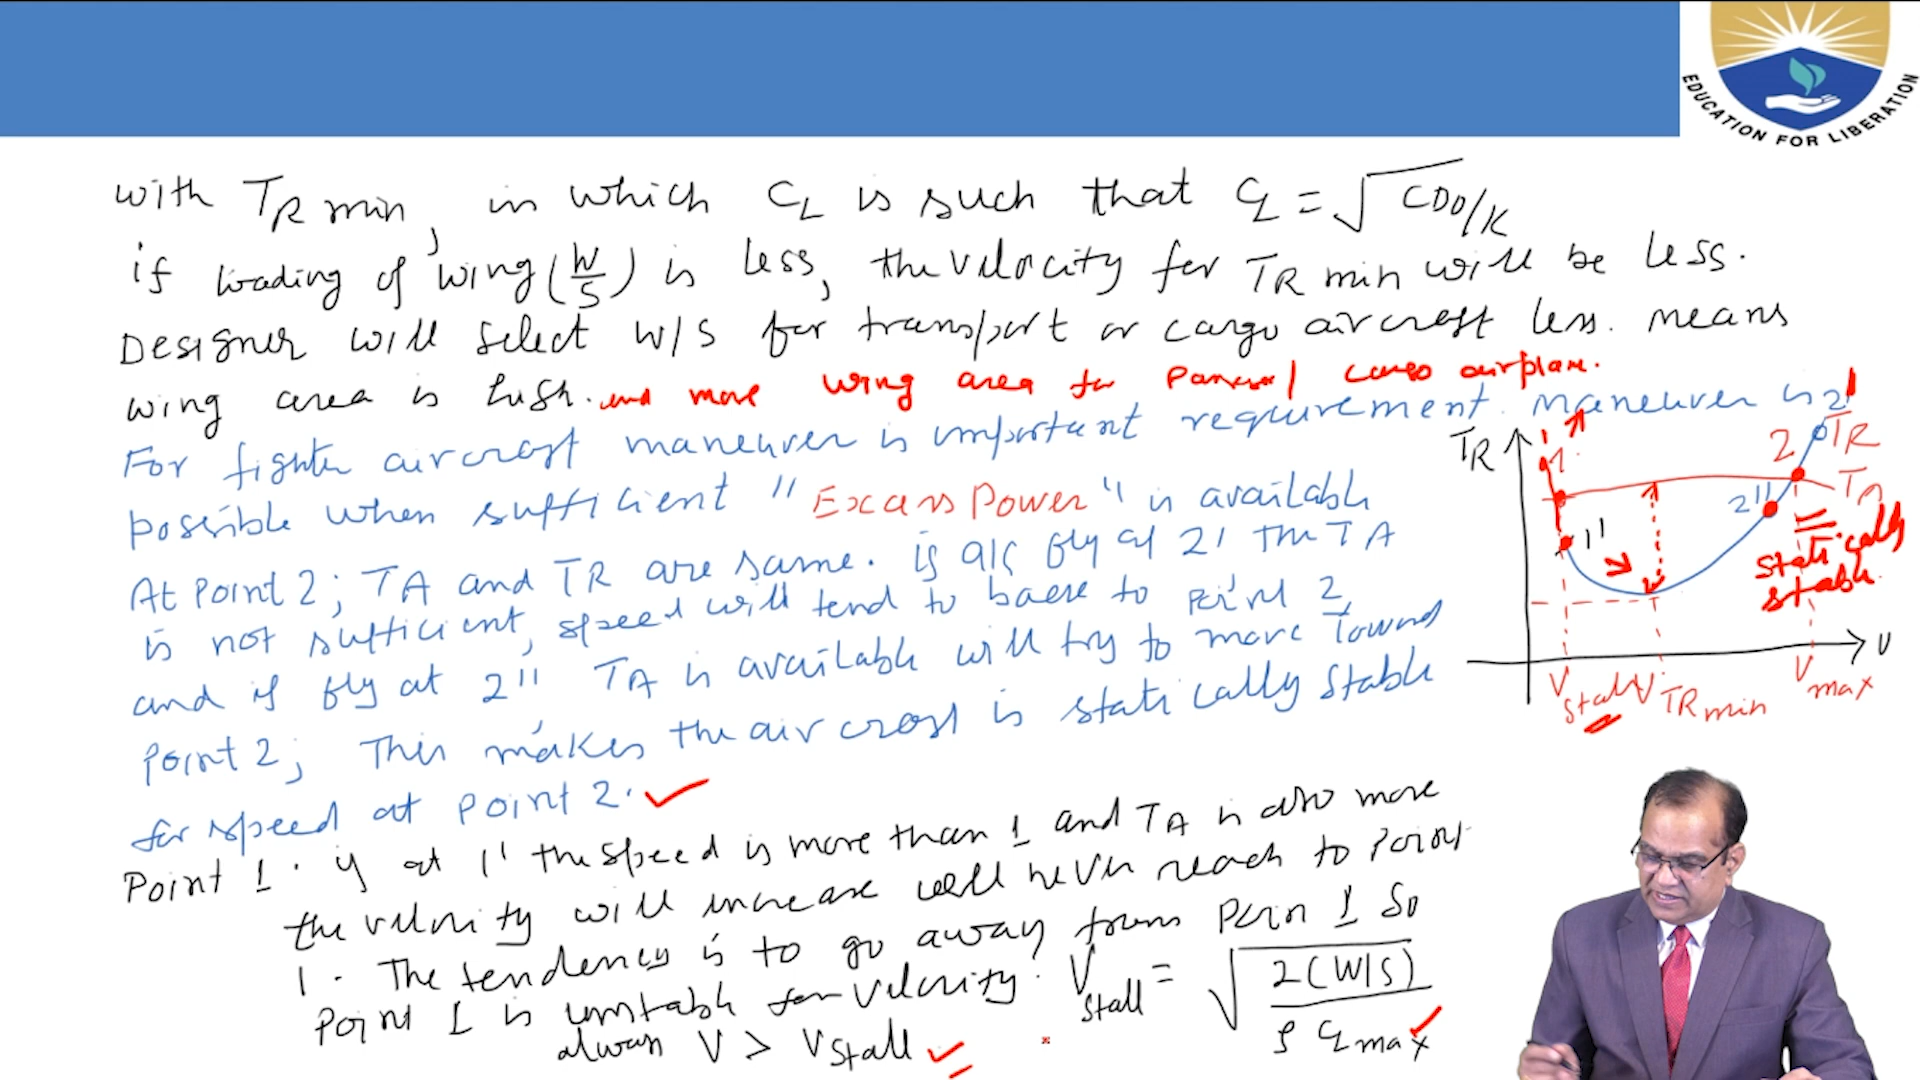 EDUCATION FOR LIBERATION
with TR min, in which CL is such that CL = √CDO/K
if loading of wing (W/S) is less, the velocity for TR min will be less.
Designer will select W/S for transport or cargo aircraft less. means
wing area is high. and more wing area for cargo airplane.
For fighter aircraft maneuver is important requirement. Maneuver is
possible when sufficient "Excess Power" is available
At Point 2; TA and TR are same. if a/c fly at 2' the TA
is not sufficient, speed will tend to back to point 2
and if fly at 2'' TA is available will try to move Toward
Point 2; This makes the aircraft is statically stable
for speed at point 2.
Point 1. if at 1' the speed is more than 1 and TA is also more
the velocity will increase will never reach to Point
1. The tendency is to go away from Poin 1 So
Point 1 is unstable for velocity. Vstall = √2(W/S)/ρ CLmax
always V > Vstall
TR
2'
TR
2
TA
1
1'
2''
statically
stable
V
Vstall
VTR min
Vmax